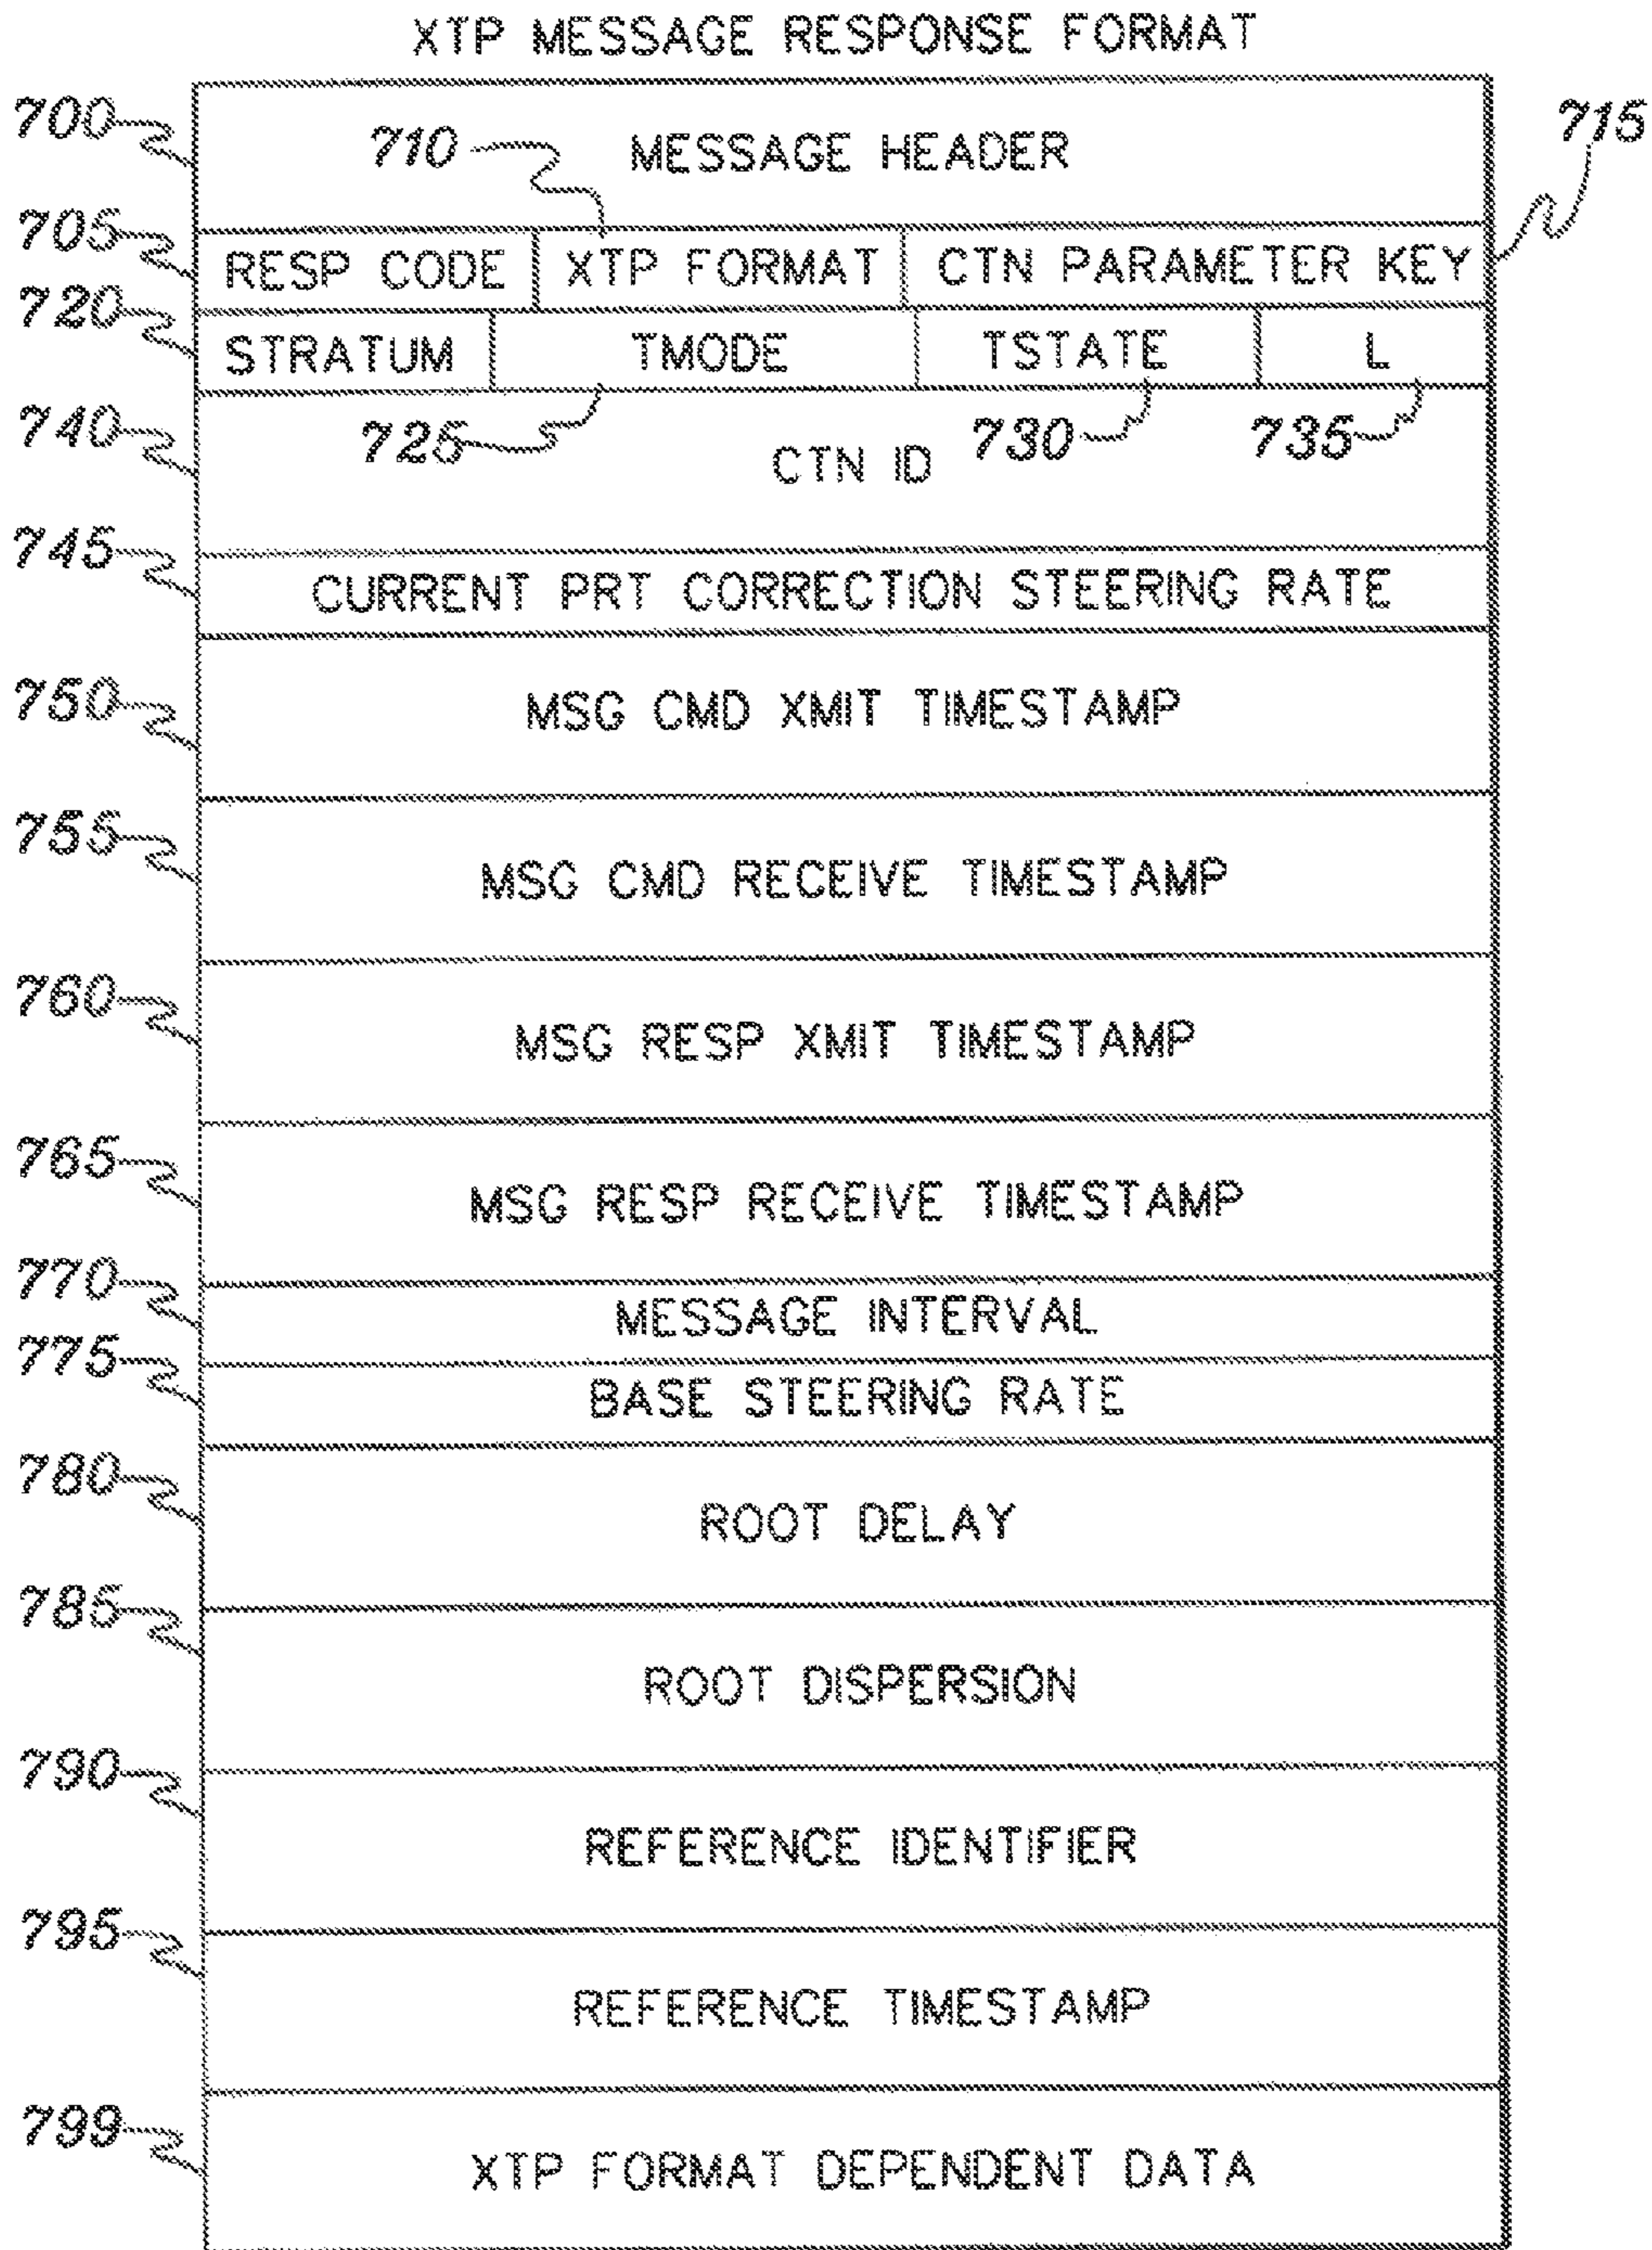 XTP MESSAGE RESPONSE FORMAT
700
710
MESSAGE HEADER
715
705
RESP CODE
XTP FORMAT
CTN PARAMETER KEY
720
STRATUM
TMODE
TSTATE
L
740
725
CTN ID
730
735
745
CURRENT PRT CORRECTION STEERING RATE
750
MSG CMD XMIT TIMESTAMP
755
MSG CMD RECEIVE TIMESTAMP
760
MSG RESP XMIT TIMESTAMP
765
MSG RESP RECEIVE TIMESTAMP
770
MESSAGE INTERVAL
775
BASE STEERING RATE
780
ROOT DELAY
785
ROOT DISPERSION
790
REFERENCE IDENTIFIER
795
REFERENCE TIMESTAMP
799
XTP FORMAT DEPENDENT DATA